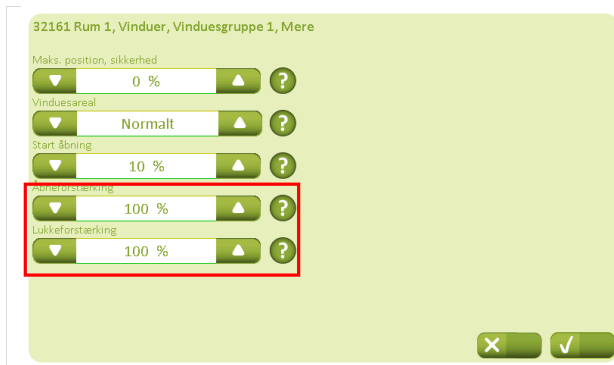 32161 Rum 1, Vinduer, Vinduesgruppe 1, Mere
Maks. position, sikkerhed
0 %
?
Vinduesareal
Normalt
?
Start åbning
10 %
?
Åbneforstærking
100 %
?
Lukkeforstærking
100 %
?